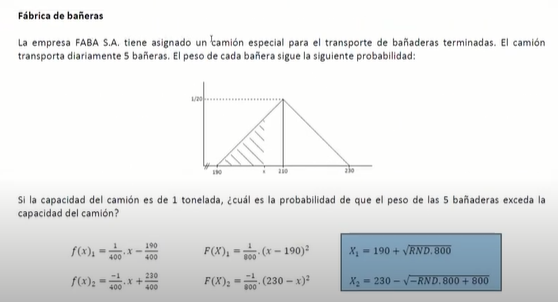 Fábrica de bañeras
La empresa FABA S.A. tiene asignado un camión especial para el transporte de bañaderas terminadas. El camión
transporta diariamente 5 bañeras. El peso de cada bañera sigue la siguiente probabilidad:
1/20
190 x 210 230
Si la capacidad del camión es de 1 tonelada, ¿cuál es la probabilidad de que el peso de las 5 bañaderas exceda la
capacidad del camión?
f(x)₁ = 1/400 . x − 190/400 F(X)₁ = 1/800 . (x − 190)² X₁ = 190 + √RND.800
f(x)₂ = −1/400 . x + 230/400 F(X)₂ = −1/800 . (230 − x)² X₂ = 230 − √−RND.800 + 800